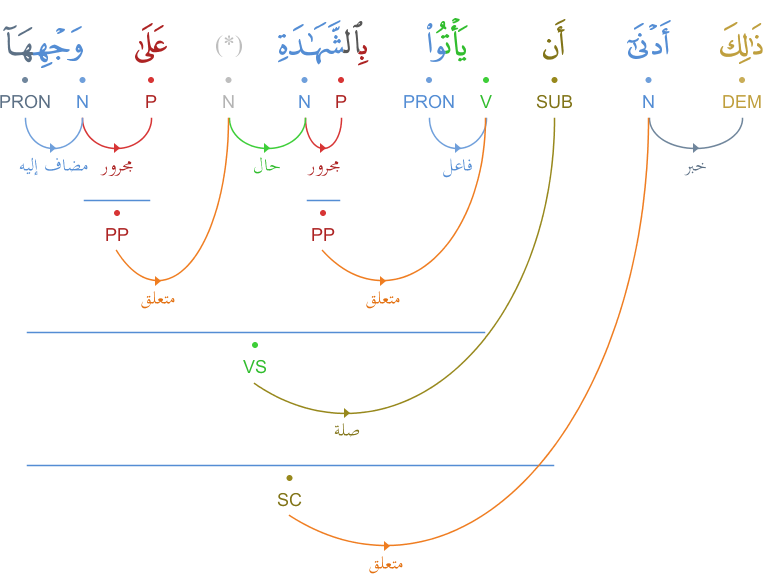 ذَٰلِكَ أَدْنَىٰٓ أَن يَأْتُوا۟ بِٱلشَّهَـٰدَةِ (*) عَلَىٰ وَجْهِهَآ
DEM N SUB V PRON P N N P N PRON
خبر فاعل مجرور حال مجرور مضاف إليه
PP PP
متعلق متعلق
VS
صلة
SC
متعلق